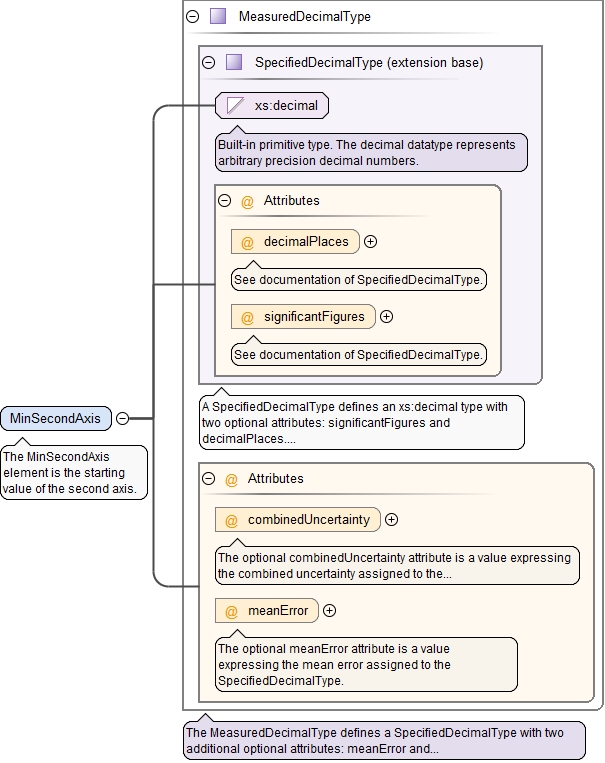 MeasuredDecimalType
SpecifiedDecimalType (extension base)
xs:decimal
Built-in primitive type. The decimal datatype represents
arbitrary precision decimal numbers.
@ Attributes
@ decimalPlaces
See documentation of SpecifiedDecimalType.
@ significantFigures
See documentation of SpecifiedDecimalType.
A SpecifiedDecimalType defines an xs:decimal type with
two optional attributes: significantFigures and
decimalPlaces....
MinSecondAxis
The MinSecondAxis
element is the starting
value of the second axis.
@ Attributes
@ combinedUncertainty
The optional combinedUncertainty attribute is a value expressing
the combined uncertainty assigned to the...
@ meanError
The optional meanError attribute is a value
expressing the mean error assigned to the
SpecifiedDecimalType.
The MeasuredDecimalType defines a SpecifiedDecimalType with two
additional optional attributes: meanError and...